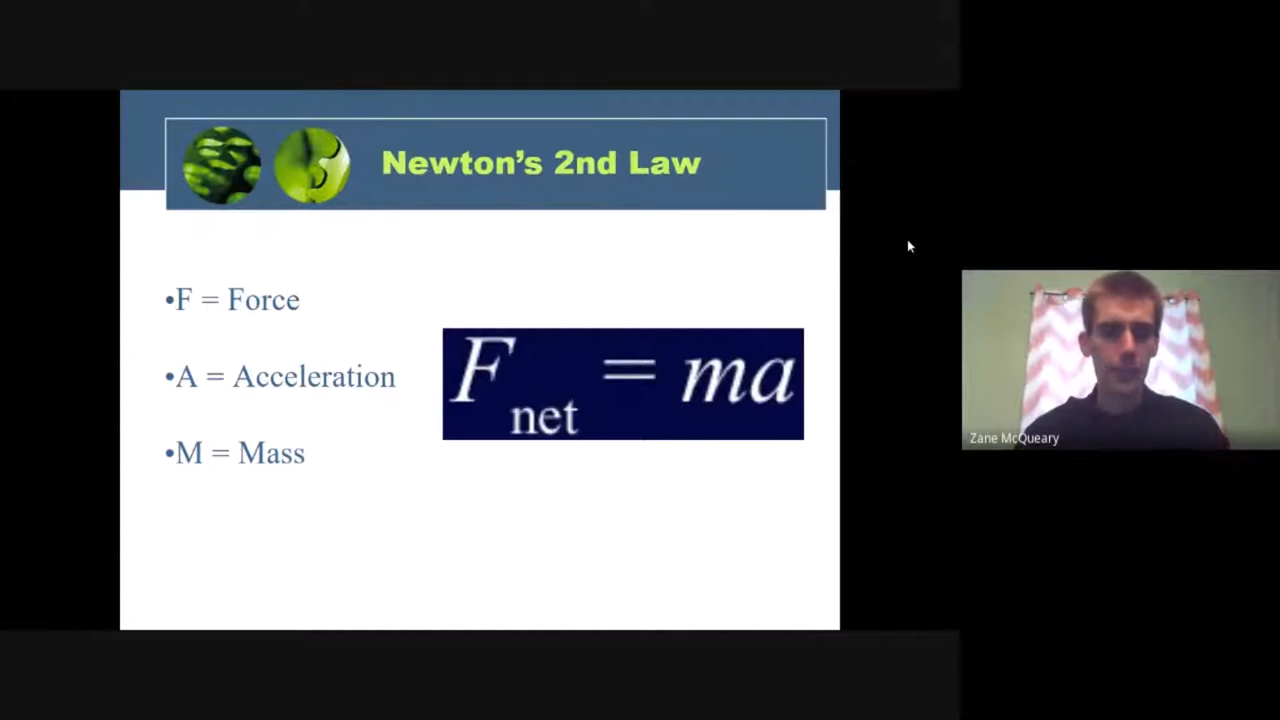 Newton’s 2nd Law
•F = Force
•A = Acceleration
•M = Mass
F net = ma
Zane McQueary